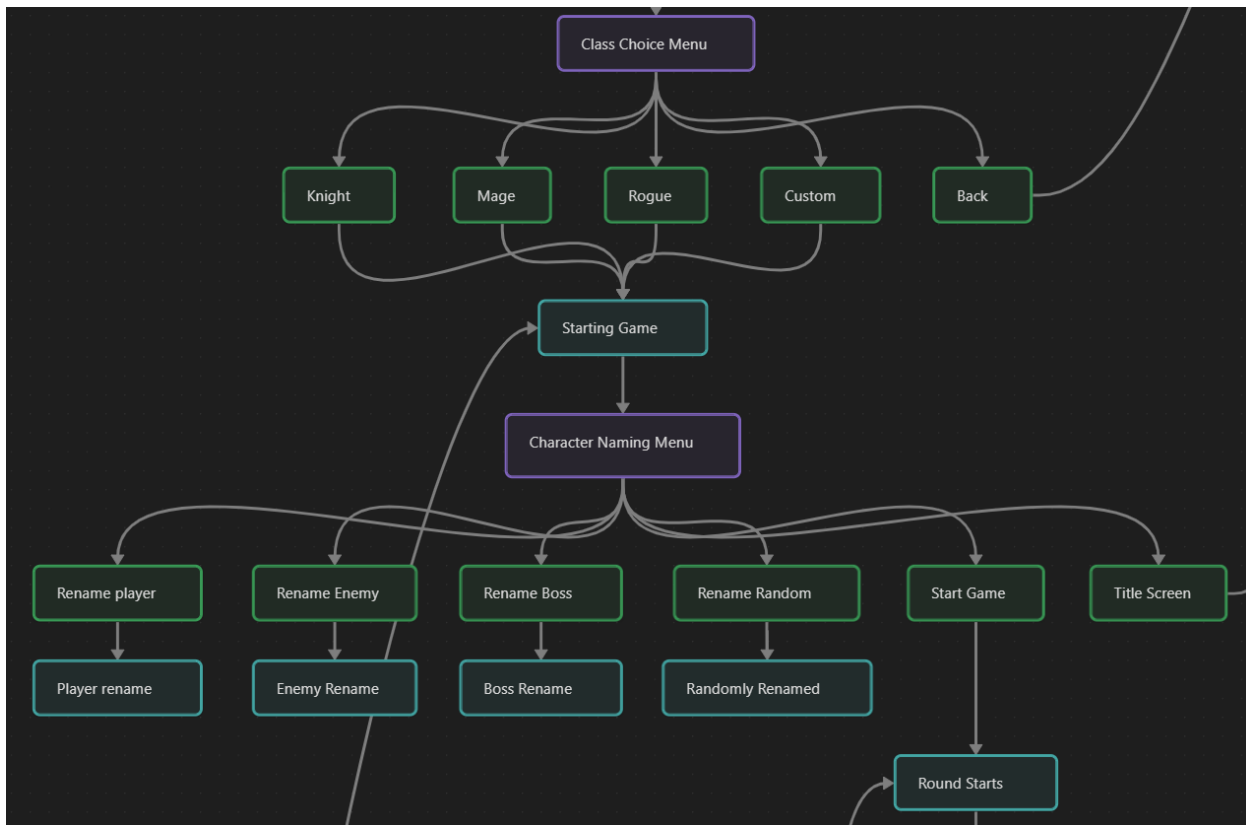 Class Choice Menu
Knight
Mage
Rogue
Custom
Back
Starting Game
Character Naming Menu
Rename player
Rename Enemy
Rename Boss
Rename Random
Start Game
Title Screen
Player rename
Enemy Rename
Boss Rename
Randomly Renamed
Round Starts